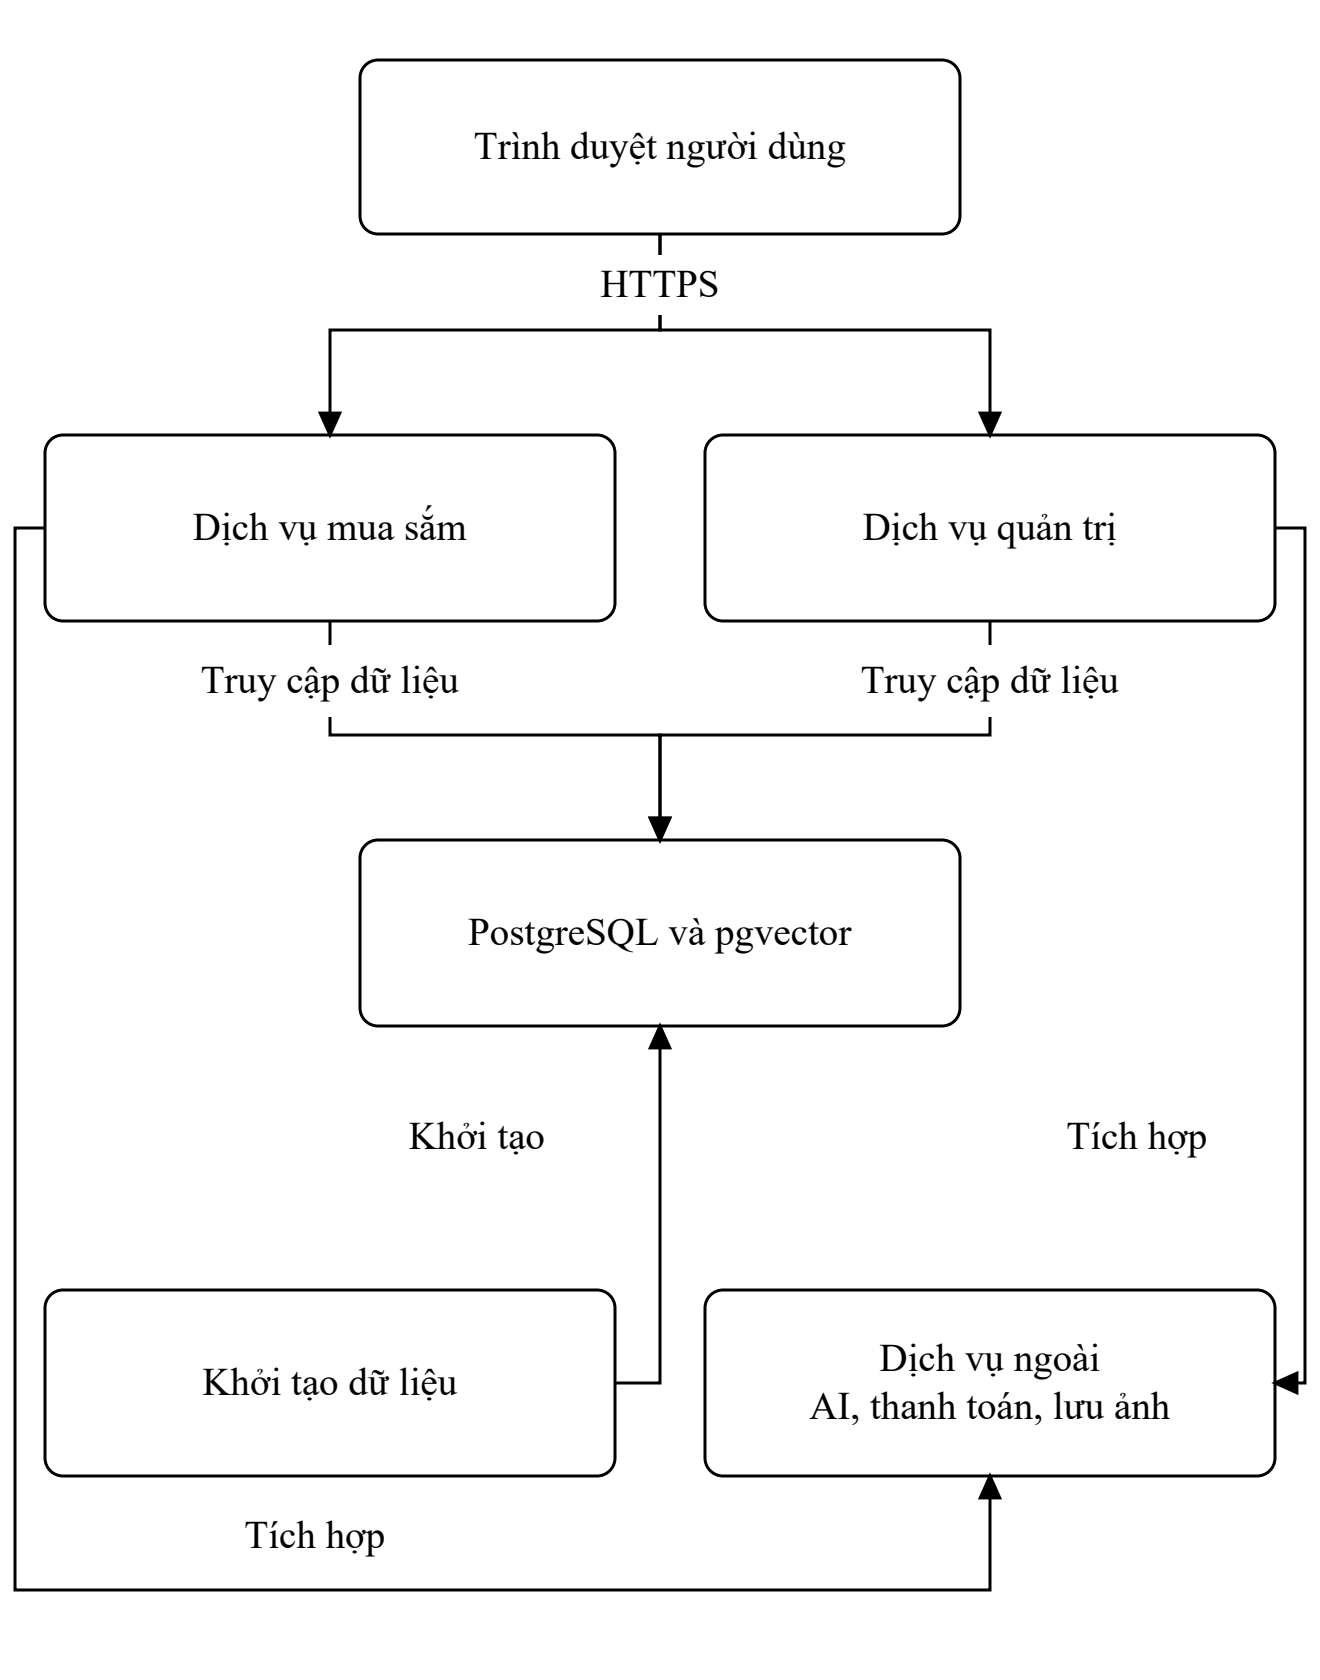 Trình duyệt người dùng
HTTPS
Dịch vụ mua sắm
Dịch vụ quản trị
Truy cập dữ liệu
Truy cập dữ liệu
PostgreSQL và pgvector
Khởi tạo
Tích hợp
Khởi tạo dữ liệu
Dịch vụ ngoài
AI, thanh toán, lưu ảnh
Tích hợp